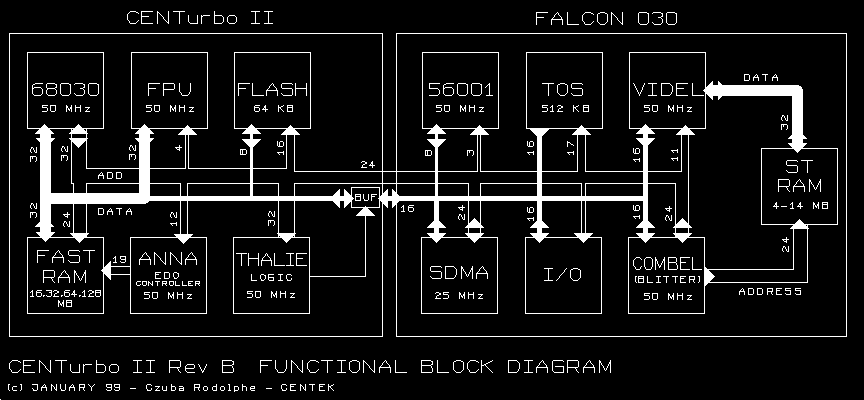 CENTurbo II
FALCON 030
68030
50 MHz
FPU
50 MHz
FLASH
64 KB
56001
50 MHz
TOS
512 KB
VIDEL
50 MHz
DATA
32
32
32
4
8
16
24
8
3
16
17
16
11
32
ADD
DATA
BUF
16
ST
RAM
4-14 MB
32
24
12
32
24
16
16
24
24
FAST
RAM
16,32,64,128
MB
19
ANNA
EDO
CONTROLLER
50 MHz
THALIE
LOGIC
50 MHz
SDMA
25 MHz
I/O
COMBEL
(BLITTER)
50 MHz
ADDRESS
CENTurbo II Rev B FUNCTIONAL BLOCK DIAGRAM
(c) JANUARY 99 - Czuba Rodolphe - CENTEK